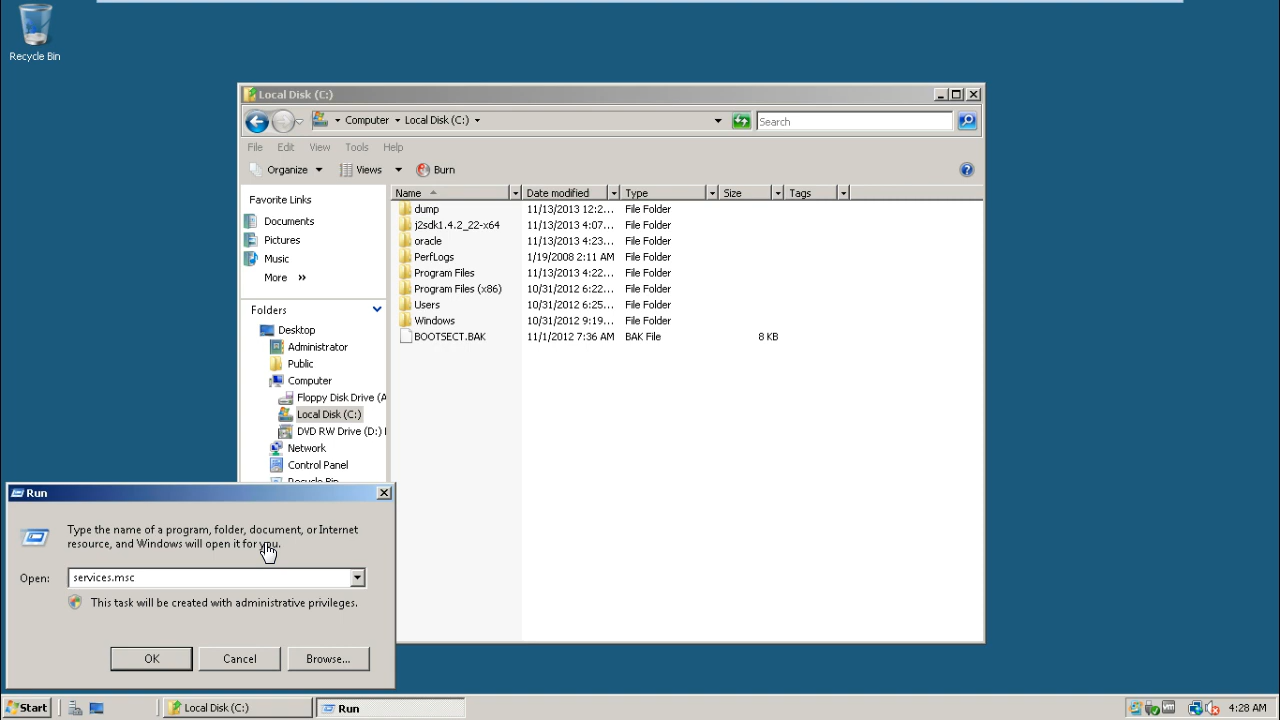 Recycle Bin
Local Disk (C:)
Computer Local Disk (C:)
Search
File Edit View Tools Help
Organize Views Burn
Favorite Links
Documents
Pictures
Music
More »
Folders
Desktop
Administrator
Public
Computer
Floppy Disk Drive (A
Local Disk (C:)
DVD RW Drive (D:)
Network
Control Panel
Recycle Bin
Name Date modified Type Size Tags
dump 11/13/2013 12:2... File Folder
j2sdk1.4.2_22-x64 11/13/2013 4:07... File Folder
oracle 11/13/2013 4:23... File Folder
PerfLogs 1/19/2008 2:11 AM File Folder
Program Files 11/13/2013 4:22... File Folder
Program Files (x86) 10/31/2012 6:22... File Folder
Users 10/31/2012 6:25... File Folder
Windows 10/31/2012 9:19... File Folder
BOOTSECT.BAK 11/1/2012 7:36 AM BAK File 8 KB
Run
Type the name of a program, folder, document, or Internet
resource, and Windows will open it for you.
Open: services.msc
This task will be created with administrative privileges.
OK Cancel Browse...
Start Local Disk (C:) Run 4:28 AM